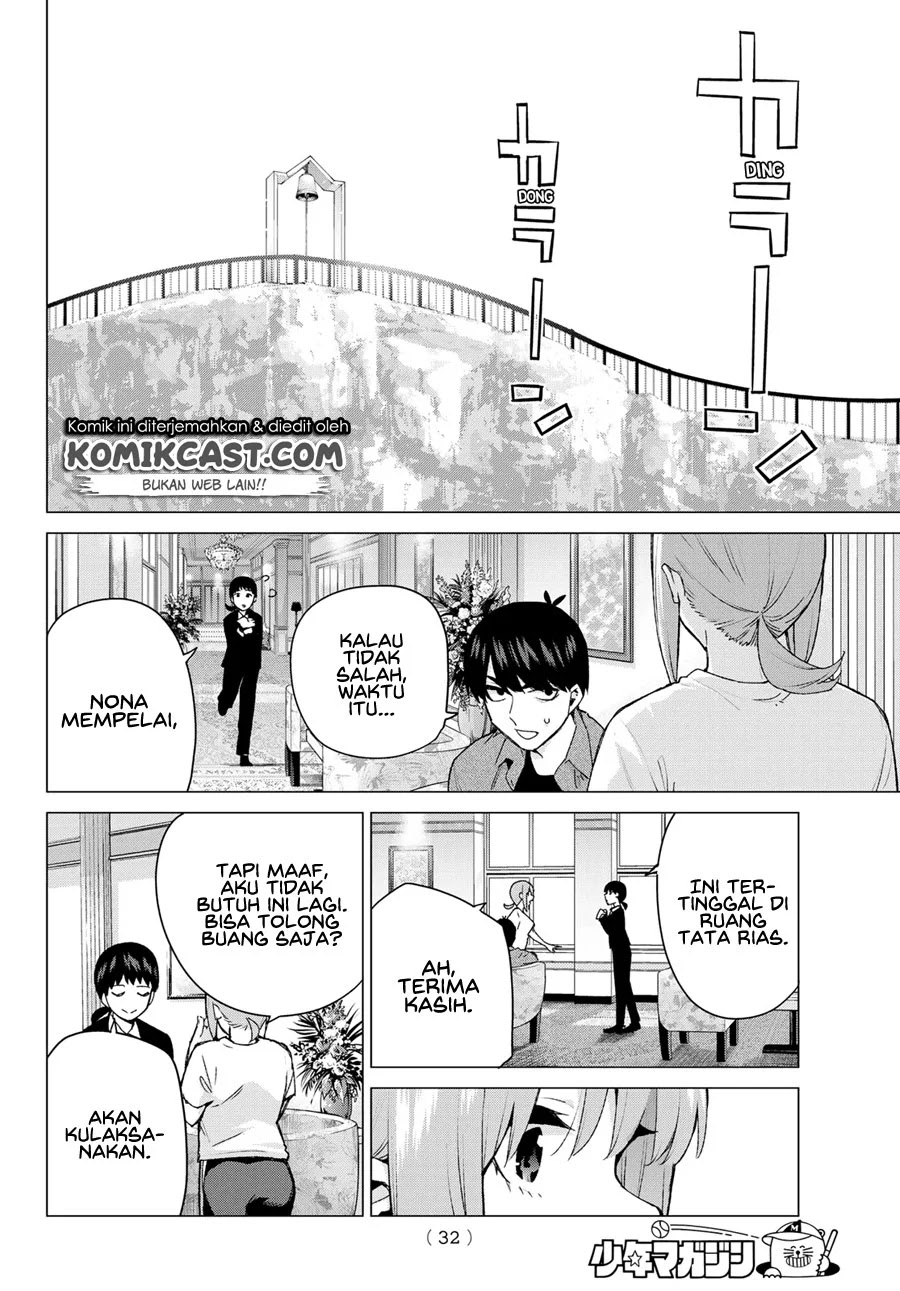 カラーン
DING
カラーン
DONG
Komik ini diterjemahkan & diedit oleh
KOMIKCAST.COM
BUKAN WEB LAIN!!
KALAU
TIDAK
SALAH,
WAKTU
ITU...
NONA
MEMPELAI,
INI TER-
TINGGAL DI
RUANG
TATA RIAS.
AH,
TERIMA
KASIH.
TAPI MAAF,
AKU TIDAK
BUTUH INI LAGI.
BISA TOLONG
BUANG SAJA?
AKAN
KULAKSA-
NAKAN.
( 32 )
少年マガジン
M